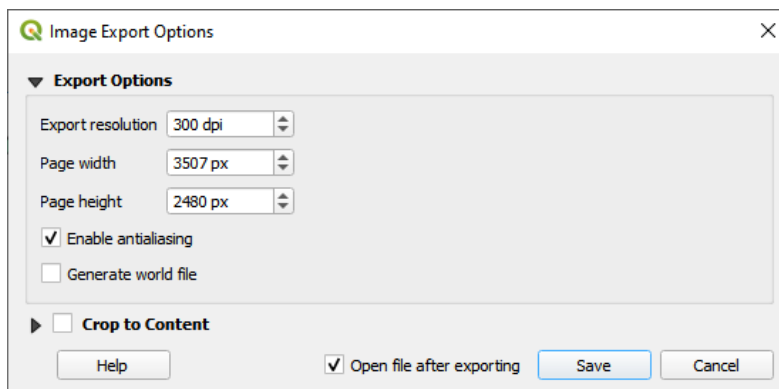 Image Export Options
Export Options
Export resolution 300 dpi
Page width 3507 px
Page height 2480 px
Enable antialiasing
Generate world file
Crop to Content
Help Open file after exporting Save Cancel